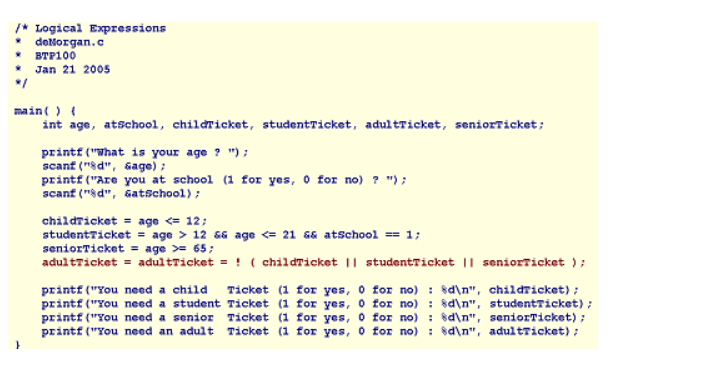 /* Logical Expressions
* deMorgan.c
* BTP100
* Jan 21 2005
*/
main( ) {
int age, atSchool, childTicket, studentTicket, adultTicket, seniorTicket;
printf("What is your age ? ");
scanf("%d", &age);
printf("Are you at school (1 for yes, 0 for no) ? ");
scanf("%d", &atSchool);
childTicket = age <= 12;
studentTicket = age > 12 && age <= 21 && atSchool == 1;
seniorTicket = age >= 65;
adultTicket = adultTicket = ! ( childTicket || studentTicket || seniorTicket );
printf("You need a child   Ticket (1 for yes, 0 for no) : %d\n", childTicket);
printf("You need a student Ticket (1 for yes, 0 for no) : %d\n", studentTicket);
printf("You need a senior  Ticket (1 for yes, 0 for no) : %d\n", seniorTicket);
printf("You need an adult  Ticket (1 for yes, 0 for no) : %d\n", adultTicket);
}